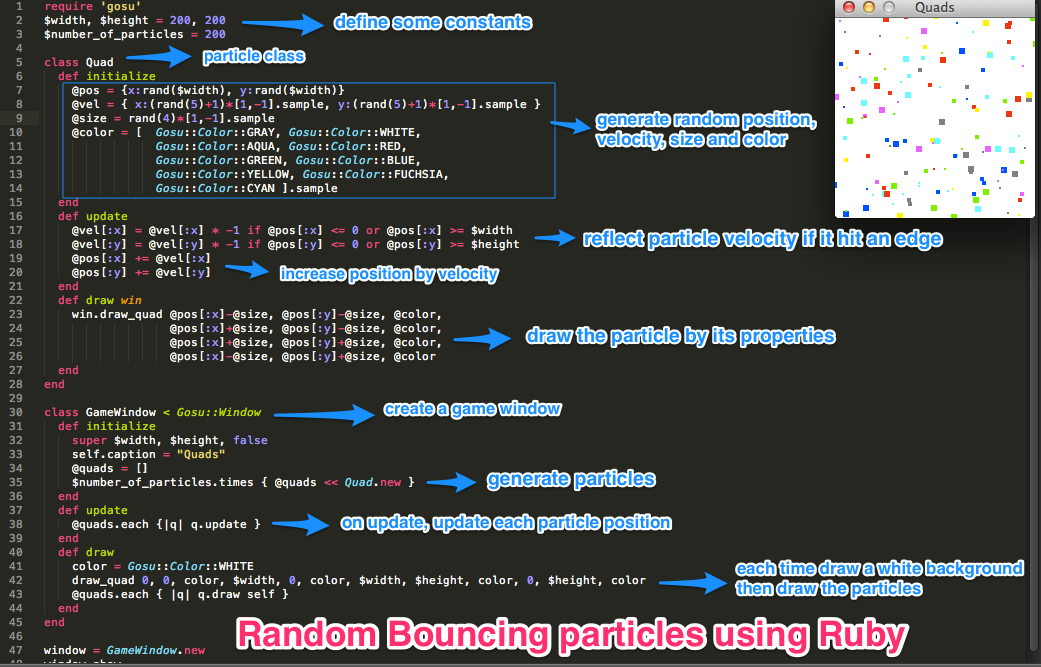 1 require 'gosu'
2 $width, $height = 200, 200
define some constants
3 $number_of_particles = 200
4
5 class Quad
particle class
6 def initialize
7 @pos = {x:rand($width), y:rand($height)}
8 @vel = { x:(rand(5)+1)*[1,-1].sample, y:(rand(5)+1)*[1,-1].sample }
9 @size = rand(4)*[1,-1].sample
generate random position,
velocity, size and color
10 @color = [ Gosu::Color::GRAY, Gosu::Color::WHITE,
11 Gosu::Color::AQUA, Gosu::Color::RED,
12 Gosu::Color::GREEN, Gosu::Color::BLUE,
13 Gosu::Color::YELLOW, Gosu::Color::FUCHSIA,
14 Gosu::Color::CYAN ].sample
15 end
16 def update
17 @vel[:x] = @vel[:x] * -1 if @pos[:x] <= 0 or @pos[:x] >= $width
18 @vel[:y] = @vel[:y] * -1 if @pos[:y] <= 0 or @pos[:y] >= $height
reflect particle velocity if it hit an edge
19 @pos[:x] += @vel[:x]
20 @pos[:y] += @vel[:y]
increase position by velocity
21 end
22 def draw win
23 win.draw_quad @pos[:x]-@size, @pos[:y]-@size, @color,
24 @pos[:x]+@size, @pos[:y]-@size, @color,
25 @pos[:x]+@size, @pos[:y]+@size, @color,
draw the particle by its properties
26 @pos[:x]-@size, @pos[:y]+@size, @color
27 end
28 end
29
30 class GameWindow < Gosu::Window
create a game window
31 def initialize
32 super $width, $height, false
33 self.caption = "Quads"
34 @quads = []
35 $number_of_particles.times { @quads << Quad.new }
generate particles
36 end
37 def update
38 @quads.each {|q| q.update }
on update, update each particle position
39 end
40 def draw
41 color = Gosu::Color::WHITE
42 draw_quad 0, 0, color, $width, 0, color, $width, $height, color, 0, $height, color
each time draw a white background
then draw the particles
43 @quads.each { |q| q.draw self }
44 end
45 end
46
47 window = GameWindow.new
Random Bouncing particles using Ruby
Quads